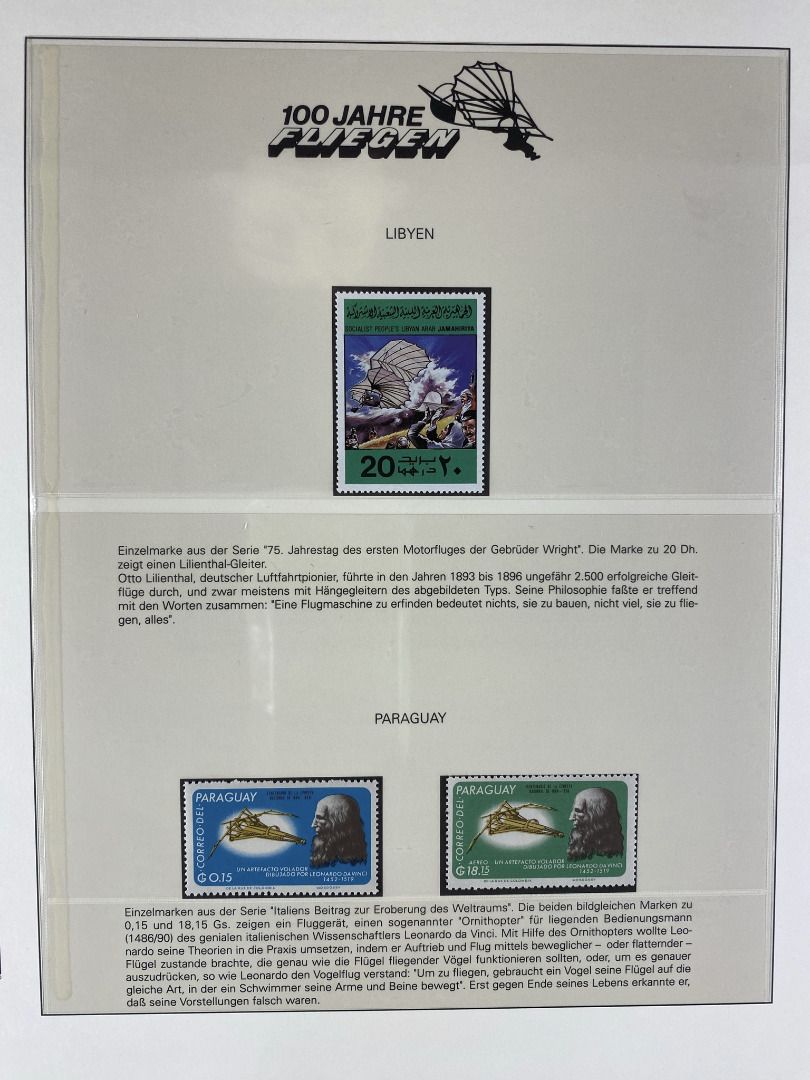 100 JAHRE
FLIEGEN
LIBYEN
الجماهيرية العربية الليبية الشعبية الاشتراكية
SOCIALIST PEOPLE'S LIBYAN ARAB JAMAHIRIYA
20 بريد ٢٠
درهما
Einzelmarke aus der Serie "75. Jahrestag des ersten Motorfluges der Gebrüder Wright". Die Marke zu 20 Dh.
zeigt einen Lilienthal-Gleiter.
Otto Lilienthal, deutscher Luftfahrtpionier, führte in den Jahren 1893 bis 1896 ungefähr 2.500 erfolgreiche Gleit-
flüge durch, und zwar meistens mit Hängegleitern des abgebildeten Typs. Seine Philosophie faßte er treffend
mit den Worten zusammen: "Eine Flugmaschine zu erfinden bedeutet nichts, sie zu bauen, nicht viel, sie zu flie-
gen, alles".
PARAGUAY
PARAGUAY
CORREO·DEL·
UN ARTEFACTO VOLADOR
DIBUJADO POR LEONARDO DA VINCI
₲ 0.15 1452-1519
PARAGUAY
CORREO·DEL·
AEREO UN ARTEFACTO VOLADOR
DIBUJADO POR LEONARDO DA VINCI
₲ 18.15 1452-1519
Einzelmarken aus der Serie "Italiens Beitrag zur Eroberung des Weltraums". Die beiden bildgleichen Marken zu
0,15 und 18,15 Gs. zeigen ein Fluggerät, einen sogenannter "Ornithopter" für liegenden Bedienungsmann
(1486/90) des genialen italienischen Wissenschaftlers Leonardo da Vinci. Mit Hilfe des Ornithopters wollte Leo-
nardo seine Theorien in die Praxis umsetzen, indem er Auftrieb und Flug mittels beweglicher – oder flatternder –
Flügel zustande brachte, die genau wie die Flügel fliegender Vögel funktionieren sollten, oder, um es genauer
auszudrücken, so wie Leonardo den Vogelflug verstand: "Um zu fliegen, gebraucht ein Vogel seine Flügel auf die
gleiche Art, in der ein Schwimmer seine Arme und Beine bewegt". Erst gegen Ende seines Lebens erkannte er,
daß seine Vorstellungen falsch waren.